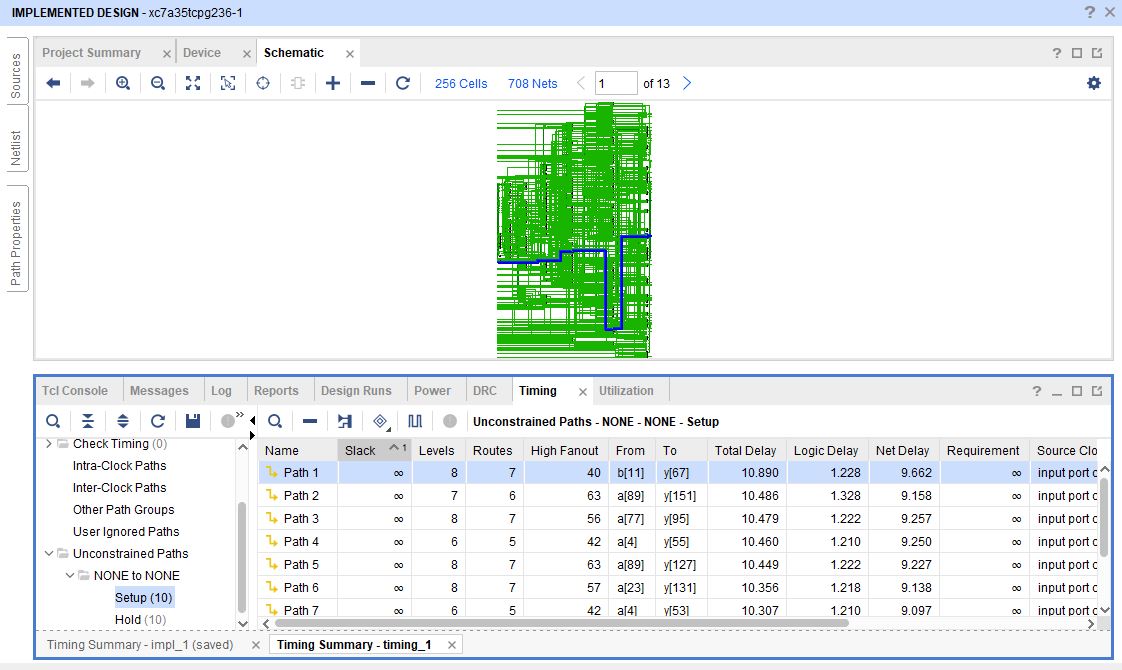 IMPLEMENTED DESIGN - xc7a35tcpg236-1
Sources
Netlist
Path Properties
Project Summary Device Schematic
256 Cells 708 Nets 1 of 13
Tcl Console Messages Log Reports Design Runs Power DRC Timing Utilization
Unconstrained Paths - NONE - NONE - Setup
Check Timing (0)
Intra-Clock Paths
Inter-Clock Paths
Other Path Groups
User Ignored Paths
Unconstrained Paths
NONE to NONE
Setup (10)
Hold (10)
Name Slack 1 Levels Routes High Fanout From To Total Delay Logic Delay Net Delay Requirement Source Clo
Path 1 ∞ 8 7 40 b[11] y[67] 10.890 1.228 9.662 ∞ input port c
Path 2 ∞ 7 6 63 a[89] y[151] 10.486 1.328 9.158 ∞ input port c
Path 3 ∞ 8 7 56 a[77] y[95] 10.479 1.222 9.257 ∞ input port c
Path 4 ∞ 6 5 42 a[4] y[55] 10.460 1.210 9.250 ∞ input port c
Path 5 ∞ 8 7 63 a[89] y[127] 10.449 1.222 9.227 ∞ input port c
Path 6 ∞ 8 7 57 a[23] y[131] 10.356 1.218 9.138 ∞ input port c
Path 7 ∞ 6 5 42 a[4] y[53] 10.307 1.210 9.097 ∞ input port c
Timing Summary - impl_1 (saved) Timing Summary - timing_1